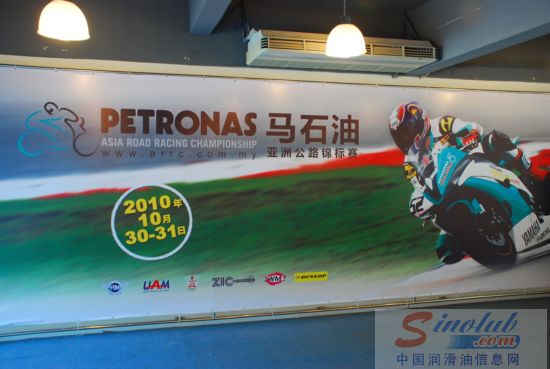 PETRONAS 马石油
ASIA ROAD RACING CHAMPIONSHIP 亚洲公路锦标赛
www.arrc.com.my
2010年
10月
30-31日
UAM
ZIC
DUNLOP
YAMAHA
Sinolub
.com
中国润滑油信息网